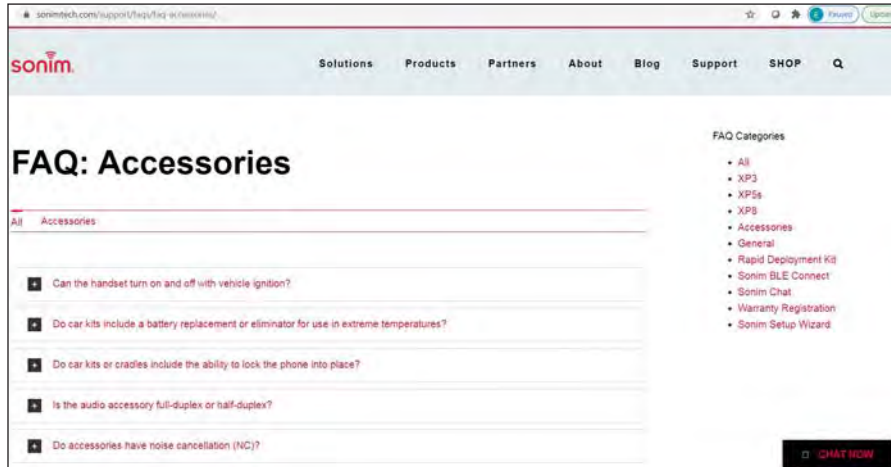 sonimtech.com/support/faqs/faq-accessories/
sonim
Solutions Products Partners About Blog Support SHOP
FAQ: Accessories
All Accessories
Can the handset turn on and off with vehicle ignition?
Do car kits include a battery replacement or eliminator for use in extreme temperatures?
Do car kits or cradles include the ability to lock the phone into place?
Is the audio accessory full-duplex or half-duplex?
Do accessories have noise cancellation (NC)?
FAQ Categories
All
XP3
XP5s
XP8
Accessories
General
Rapid Deployment Kit
Sonim BLE Connect
Sonim Chat
Warranty Registration
Sonim Setup Wizard
CHAT NOW